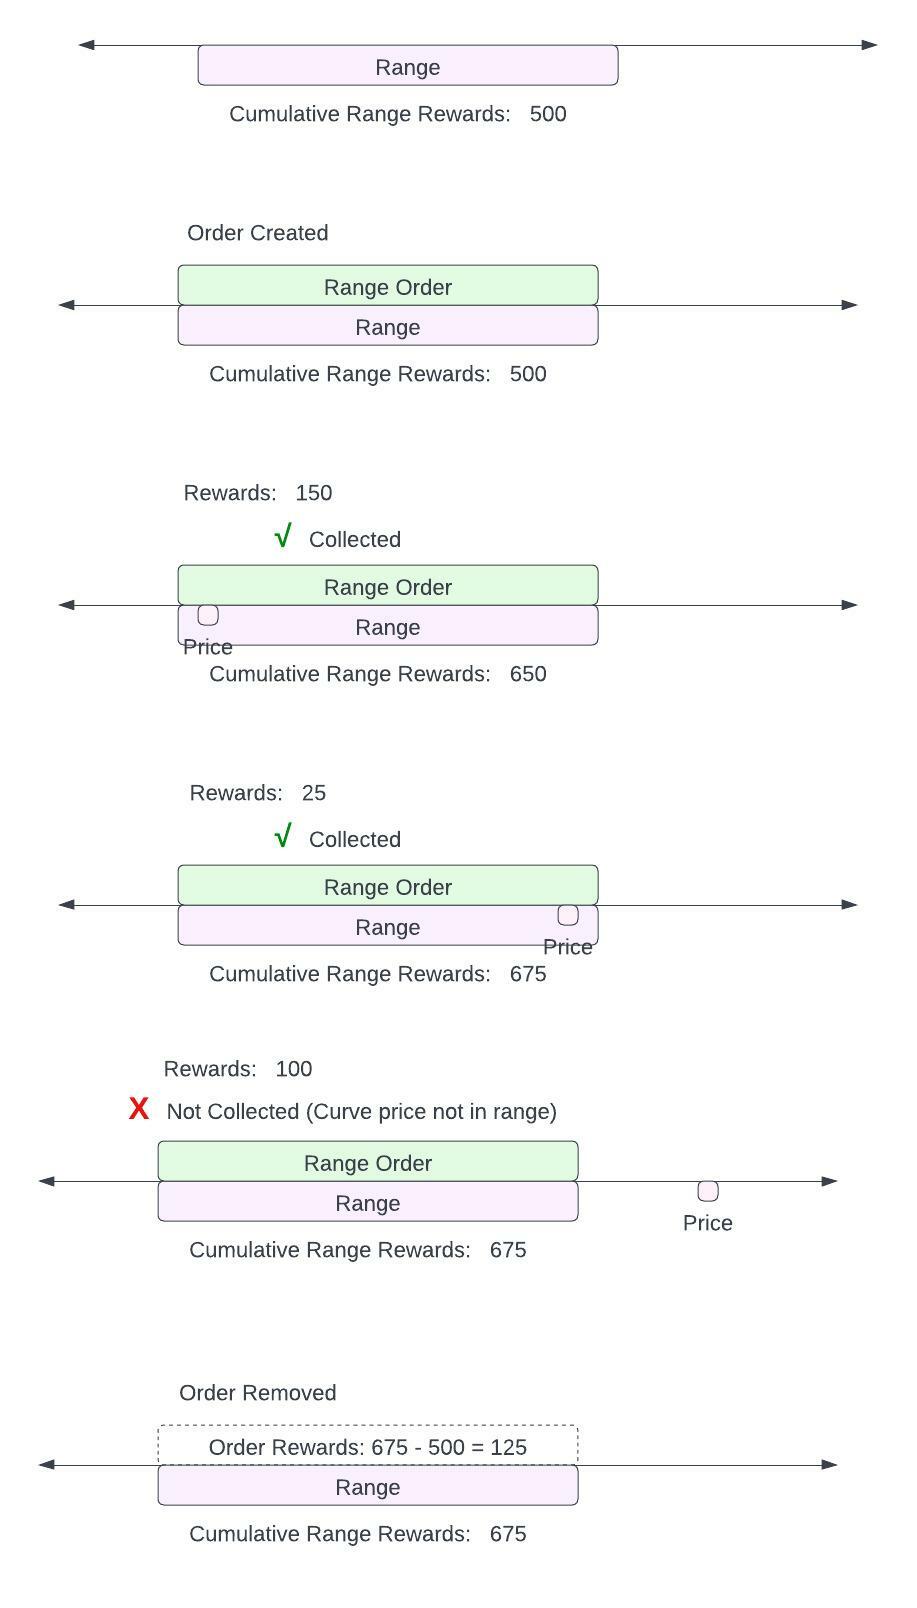 Range
Cumulative Range Rewards: 500
Order Created
Range Order
Range
Cumulative Range Rewards: 500
Rewards: 150
√ Collected
Range Order
Range
Price
Cumulative Range Rewards: 650
Rewards: 25
√ Collected
Range Order
Range
Price
Cumulative Range Rewards: 675
Rewards: 100
X Not Collected (Curve price not in range)
Range Order
Range
Price
Cumulative Range Rewards: 675
Order Removed
Order Rewards: 675 - 500 = 125
Range
Cumulative Range Rewards: 675